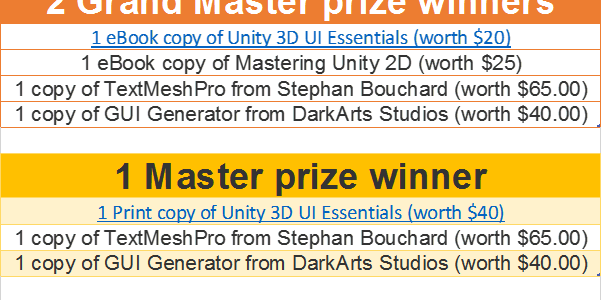 2 Grand Master prize winners
1 eBook copy of Unity 3D UI Essentials (worth $20)
1 eBook copy of Mastering Unity 2D (worth $25)
1 copy of TextMeshPro from Stephan Bouchard (worth $65.00)
1 copy of GUI Generator from DarkArts Studios (worth $40.00)
1 Master prize winner
1 Print copy of Unity 3D UI Essentials (worth $40)
1 copy of TextMeshPro from Stephan Bouchard (worth $65.00)
1 copy of GUI Generator from DarkArts Studios (worth $40.00)